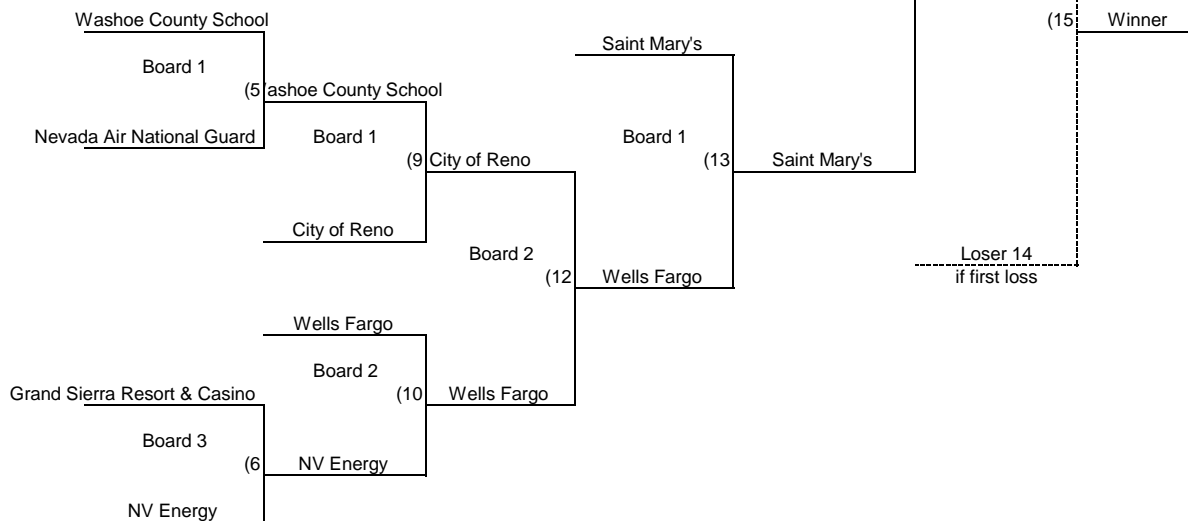 Washoe County School
(15
Winner
Saint Mary's
Board 1
(5
ashoe County School
Nevada Air National Guard
Board 1
Board 1
(9
City of Reno
(13
Saint Mary's
City of Reno
Board 2
Loser 14
(12
Wells Fargo
if first loss
Wells Fargo
Board 2
Grand Sierra Resort & Casino
(10
Wells Fargo
Board 3
(6
NV Energy
NV Energy